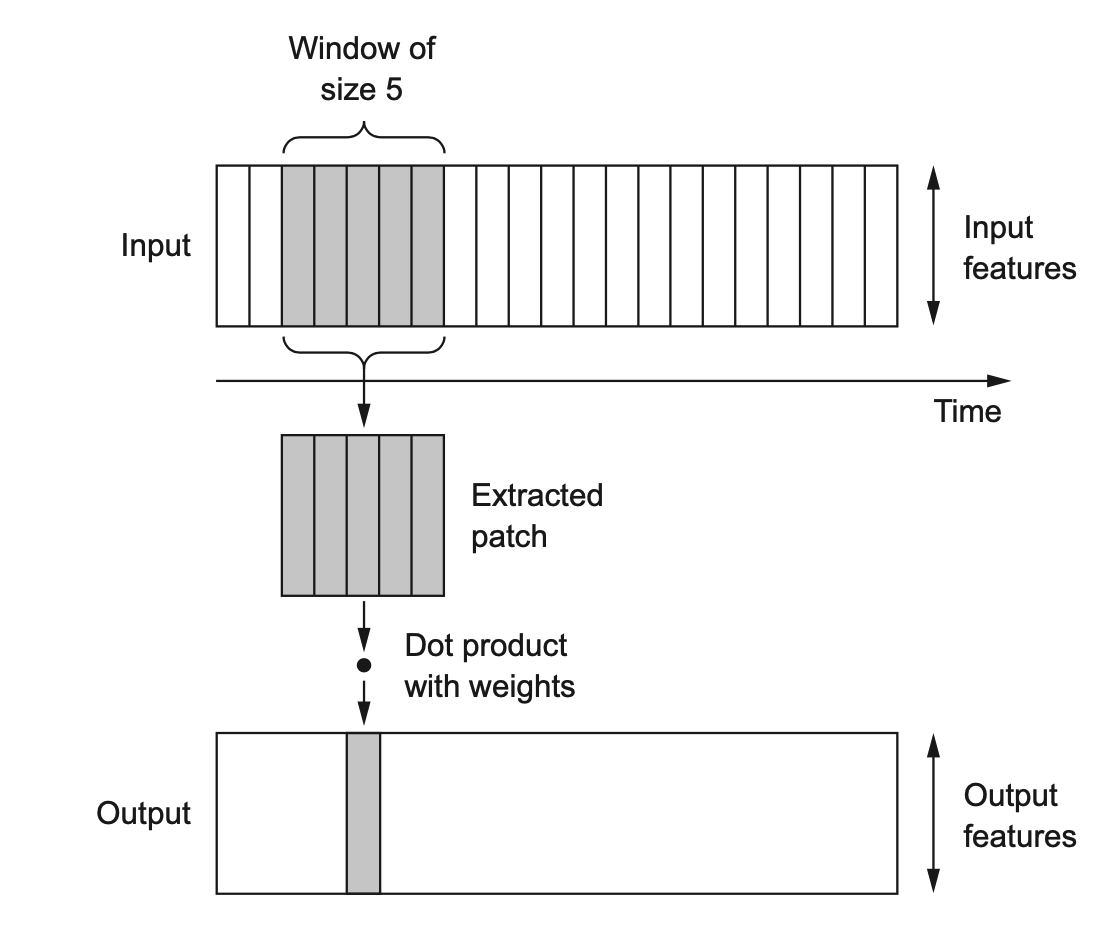 Window of
size 5
Input
Input
features
Time
Extracted
patch
Dot product
with weights
Output
Output
features